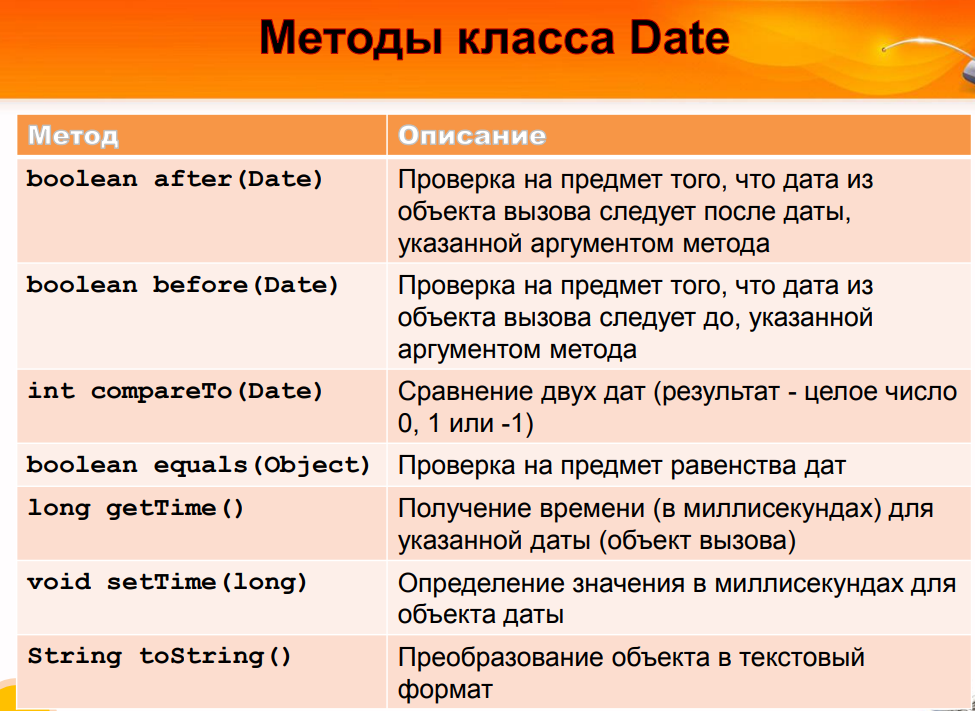 Методы класса Date
Метод
Описание
boolean after(Date)
Проверка на предмет того, что дата из
объекта вызова следует после даты,
указанной аргументом метода
boolean before(Date)
Проверка на предмет того, что дата из
объекта вызова следует до, указанной
аргументом метода
int compareTo(Date)
Сравнение двух дат (результат - целое число
0, 1 или -1)
boolean equals(Object)
Проверка на предмет равенства дат
long getTime()
Получение времени (в миллисекундах) для
указанной даты (объект вызова)
void setTime(long)
Определение значения в миллисекундах для
объекта даты
String toString()
Преобразование объекта в текстовый
формат